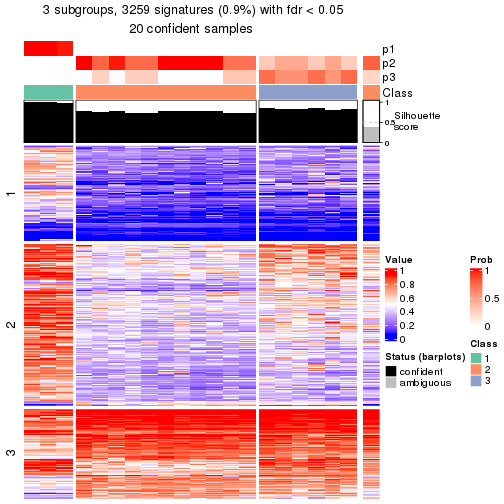 3 subgroups, 3259 signatures (0.9%) with fdr < 0.05
20 confident samples
p1
p2
p3
Class
1
0.5
0
Silhouette
score
1
2
3
Value
1
0.8
0.6
0.4
0.2
0
Prob
1
0.5
0
Status (barplots)
confident
ambiguous
Class
1
2
3